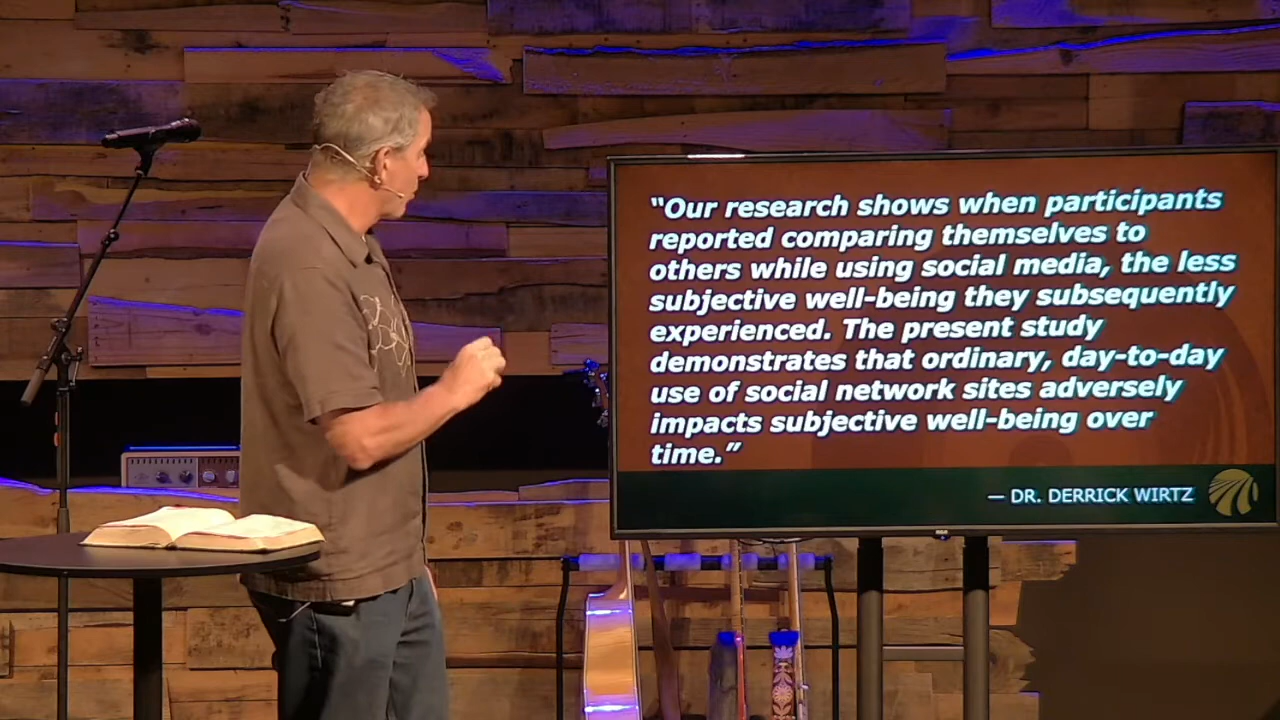 “Our research shows when participants
reported comparing themselves to
others while using social media, the less
subjective well-being they subsequently
experienced. The present study
demonstrates that ordinary, day-to-day
use of social network sites adversely
impacts subjective well-being over
time.”
— DR. DERRICK WIRTZ